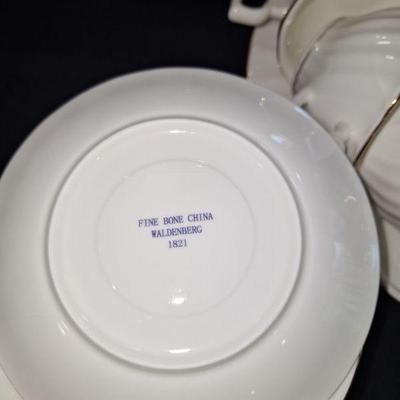 FINE BONE CHINA
WALDENBERG
1821